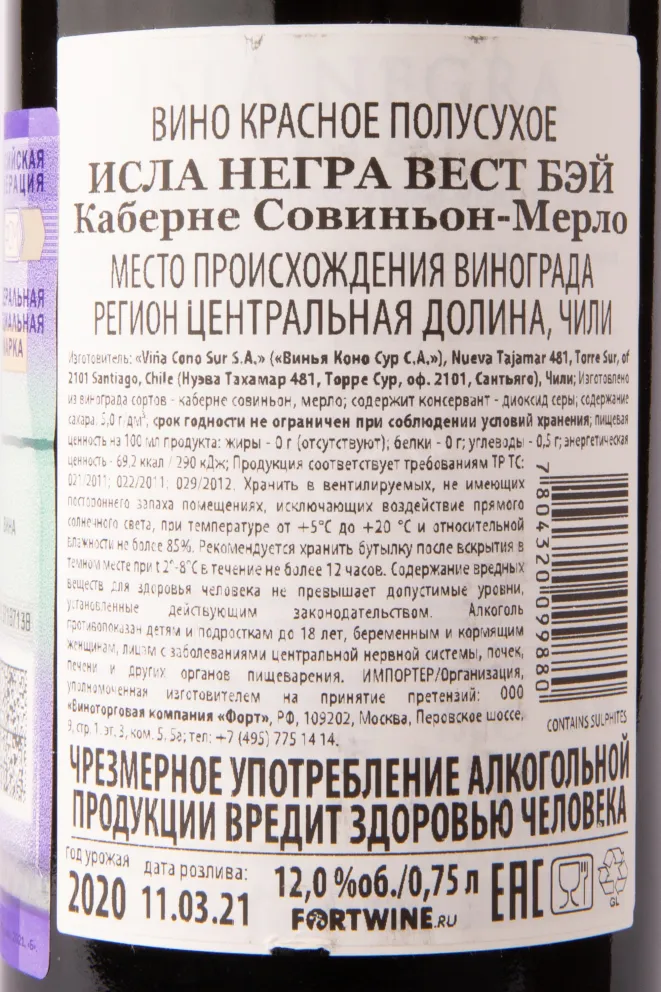 ВИНО КРАСНОЕ ПОЛУСУХОЕ
ИСЛА НЕГРА ВЕСТ БЭЙ
Каберне Совиньон-Мерло
МЕСТО ПРОИСХОЖДЕНИЯ ВИНОГРАДА
РЕГИОН ЦЕНТРАЛЬНАЯ ДОЛИНА, ЧИЛИ
Изготовитель: «Viña Cono Sur S.A.» («Винья Коно Сур С.А.»), Nueva Tajamar 481, Torre Sur, of
2101 Santiago, Chile (Нуэва Тахамар 481, Торре Сур, оф. 2101, Сантьяго), Чили; Изготовлено
из винограда сортов - каберне совиньон, мерло; содержит консервант - диоксид серы; содержание
сахара. 5,0 г/дм³, срок годности не ограничен при соблюдении условий хранения; пищевая
ценность на 100 мл продукта: жиры - 0 г (отсутствуют); белки - 0 г; углеводы - 0,5 г; энергетическая
ценность - 69,2 ккал / 290 кДж; Продукция соответствует требованиям ТР ТС:
021/2011; 022/2011; 029/2012. Хранить в вентилируемых, не имеющих
постороннего запаха помещениях, исключающих воздействие прямого
солнечного света, при температуре от +5°С до +20 °С и относительной
влажности не более 85%. Рекомендуется хранить бутылку после вскрытия в
темном месте при t 2°-8°С в течение не более 12 часов. Содержание вредных
веществ для здоровья человека не превышает допустимые уровни,
установленные действующим законодательством. Алкоголь
противопоказан детям и подросткам до 18 лет, беременным и кормящим
женщинам, лицам с заболеваниями центральной нервной системы, почек,
печени и других органов пищеварения. ИМПОРТЕР/Организация,
уполномоченная изготовителем на принятие претензий: ООО
«Виноторговая компания «Форт», РФ, 109202, Москва, Перовское шоссе,
9, стр. 1. эт. 3, ком. 5. 5а; тел: +7 (495) 775 14 14.
7 804320 099880
CONTAINS SULPHITES
ЧРЕЗМЕРНОЕ УПОТРЕБЛЕНИЕ АЛКОГОЛЬНОЙ
ПРОДУКЦИИ ВРЕДИТ ЗДОРОВЬЮ ЧЕЛОВЕКА
год урожая
2020
дата розлива:
11.03.21
12,0 %об./0,75 л
FORTWINE.RU
EAC
GL